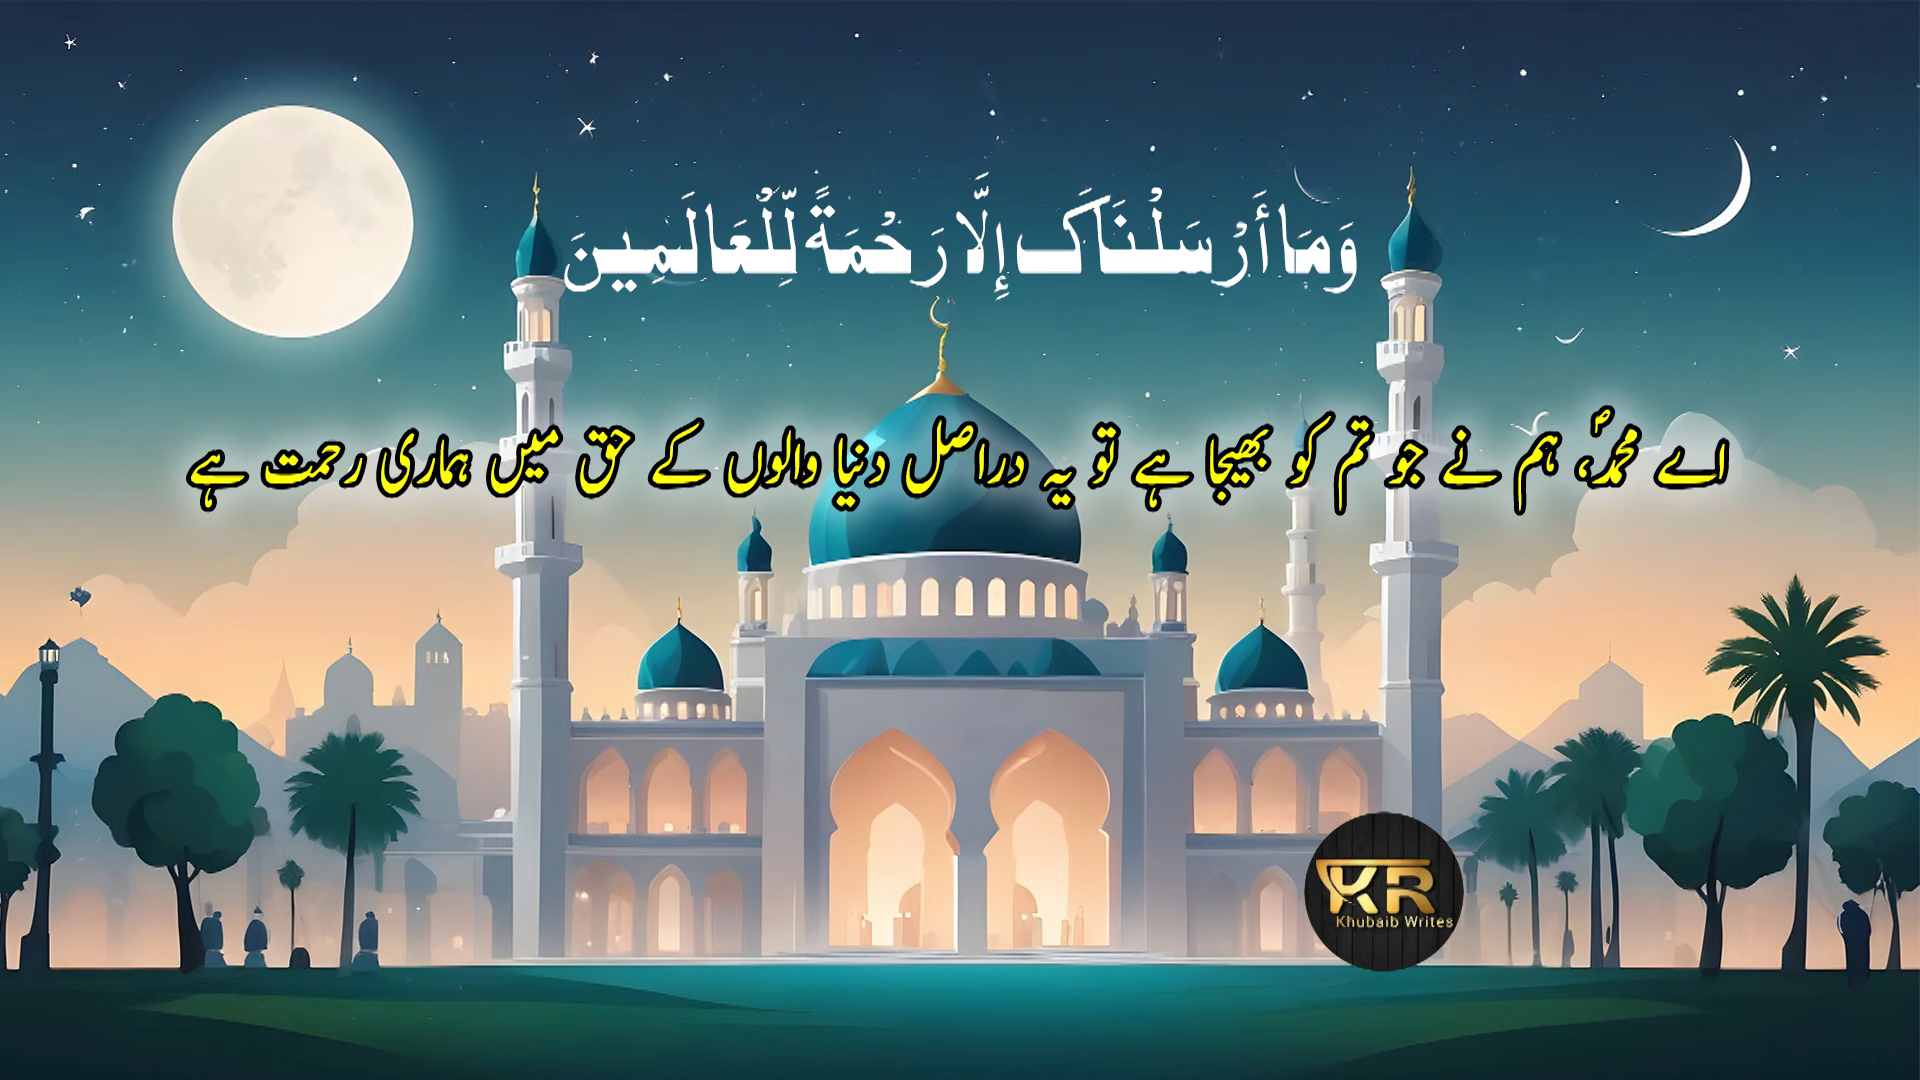 وَمَا أَرْسَلْنَاكَ إِلَّا رَحْمَةً لِّلْعَالَمِينَ
اے محمدؐ، ہم نے جو تم کو بھیجا ہے تو یہ دراصل دنیا والوں کے حق میں ہماری رحمت ہے
KR
Khubaib Writes